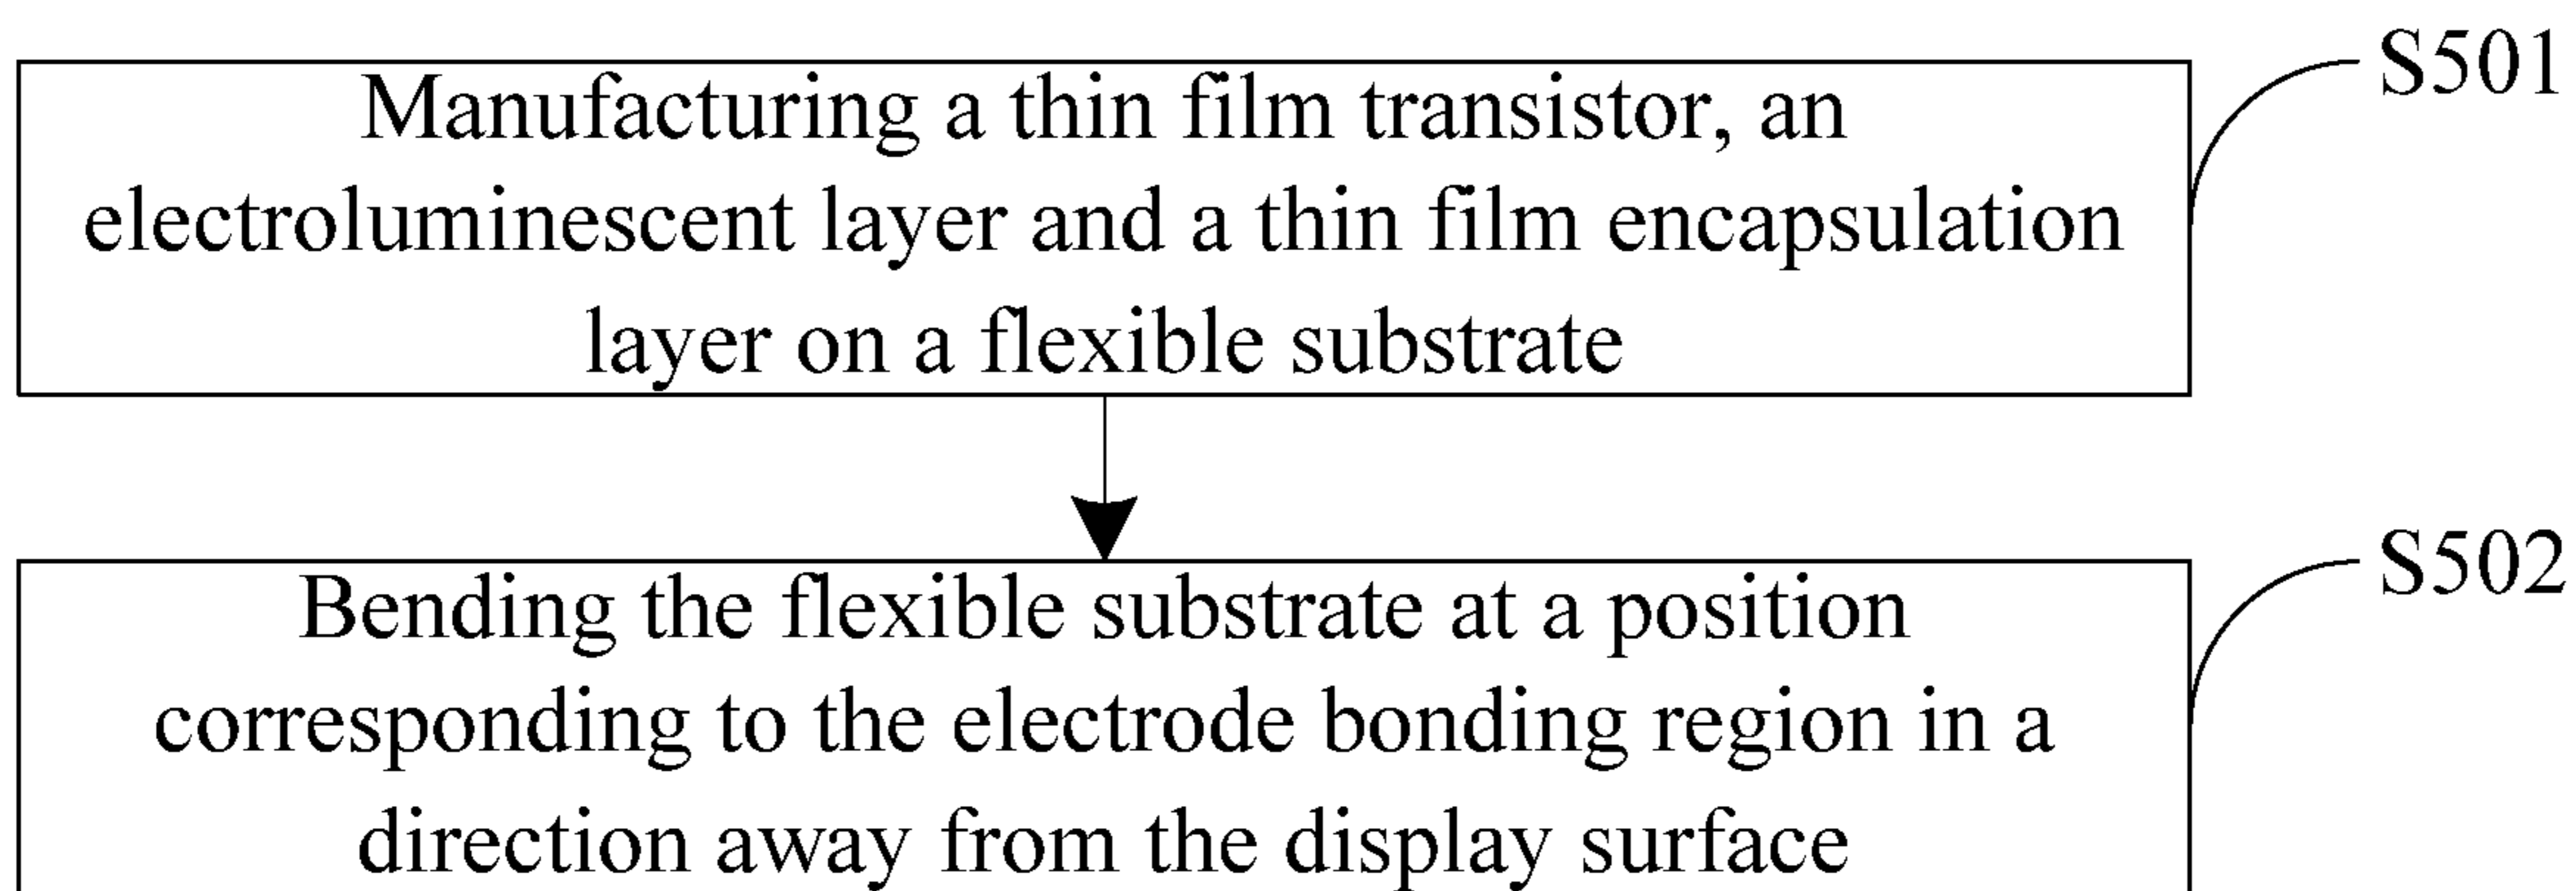 S501
Manufacturing a thin film transistor, an
electroluminescent layer and a thin film encapsulation
layer on a flexible substrate
S502
Bending the flexible substrate at a position
corresponding to the electrode bonding region in a
direction away from the display surface